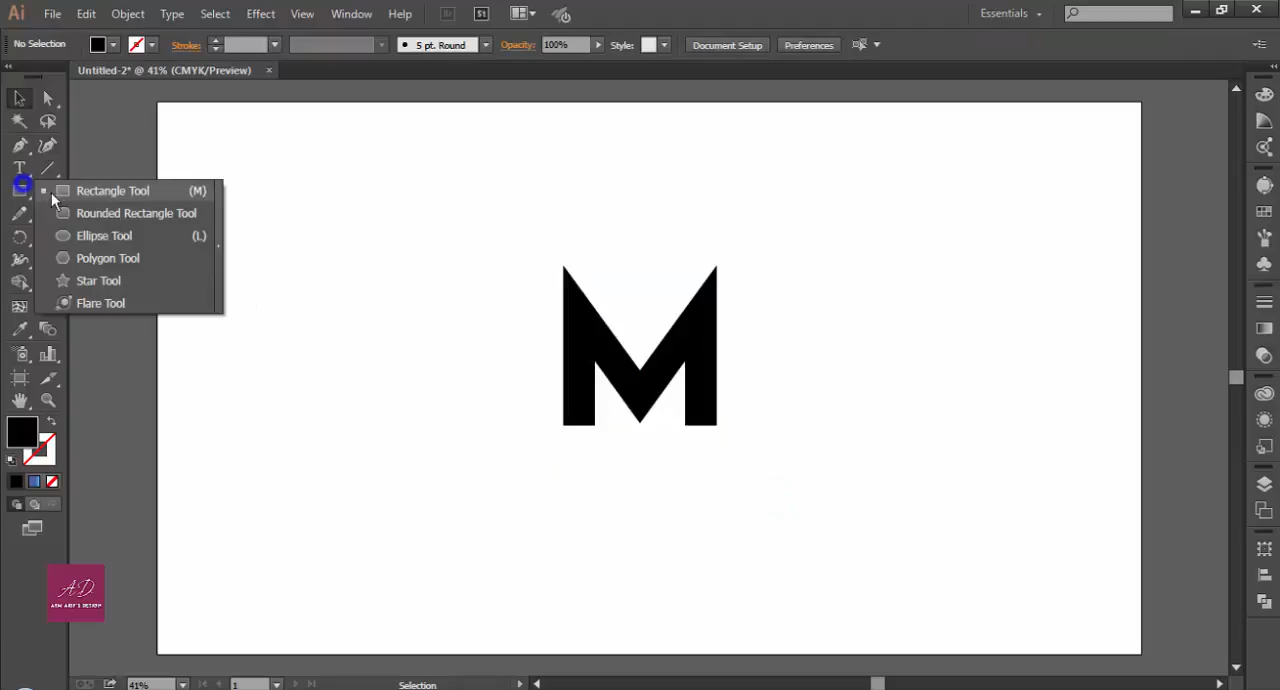 Ai File Edit Object Type Select Effect View Window Help Br St Essentials
No Selection Stroke: 5 pt. Round Opacity: 100% Style: Document Setup Preferences
Untitled-2* @ 41% (CMYK/Preview) ×
T
Rectangle Tool (M)
Rounded Rectangle Tool
Ellipse Tool (L)
Polygon Tool
Star Tool
Flare Tool
M
AD
41% 1 Selection